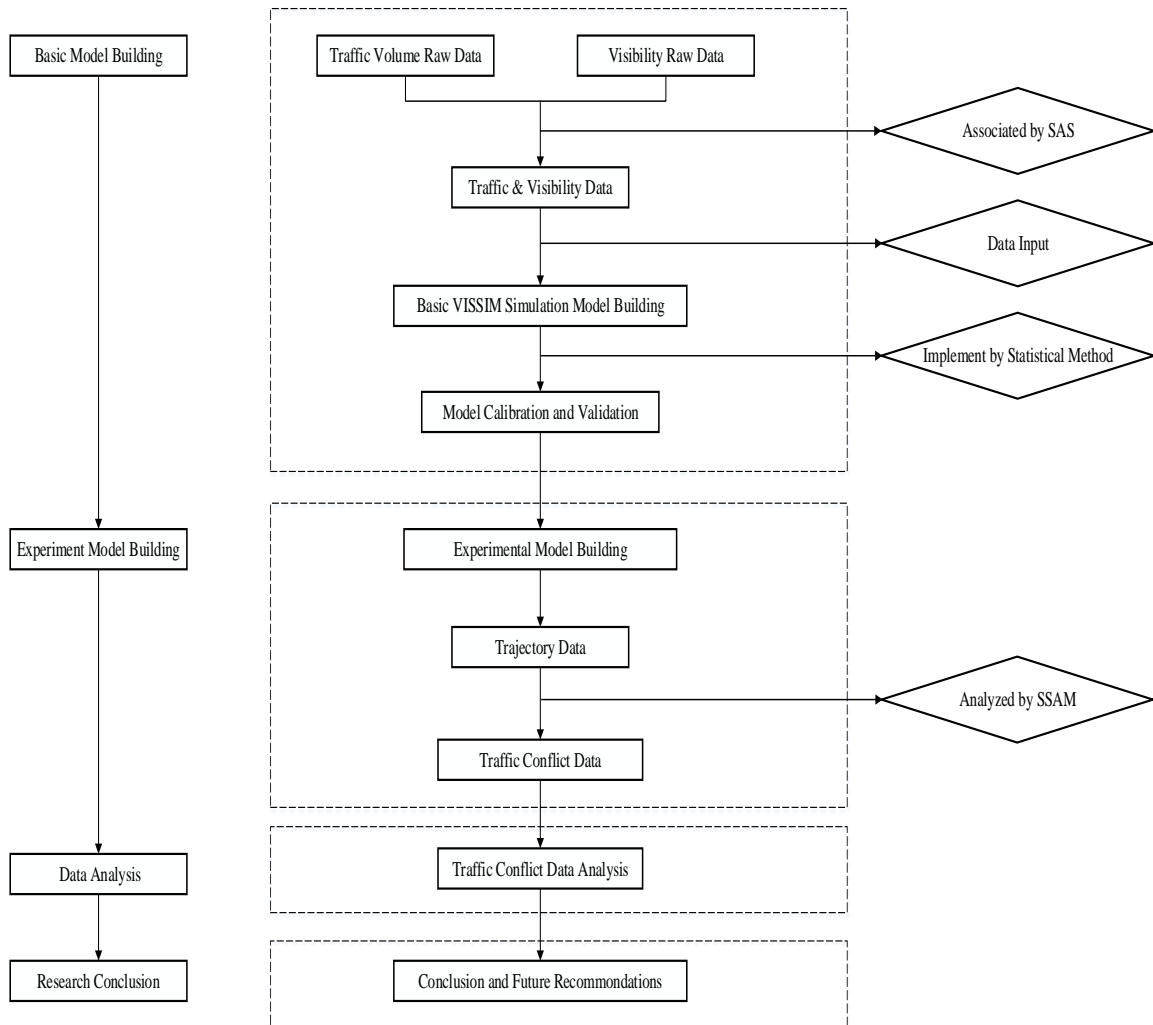 Basic Model Building
Traffic Volume Raw Data
Visibility Raw Data
Associated by SAS
Traffic & Visibility Data
Data Input
Basic VISSIM Simulation Model Building
Implement by Statistical Method
Model Calibration and Validation
Experiment Model Building
Experimental Model Building
Trajectory Data
Analyzed by SSAM
Traffic Conflict Data
Data Analysis
Traffic Conflict Data Analysis
Research Conclusion
Conclusion and Future Recommondations